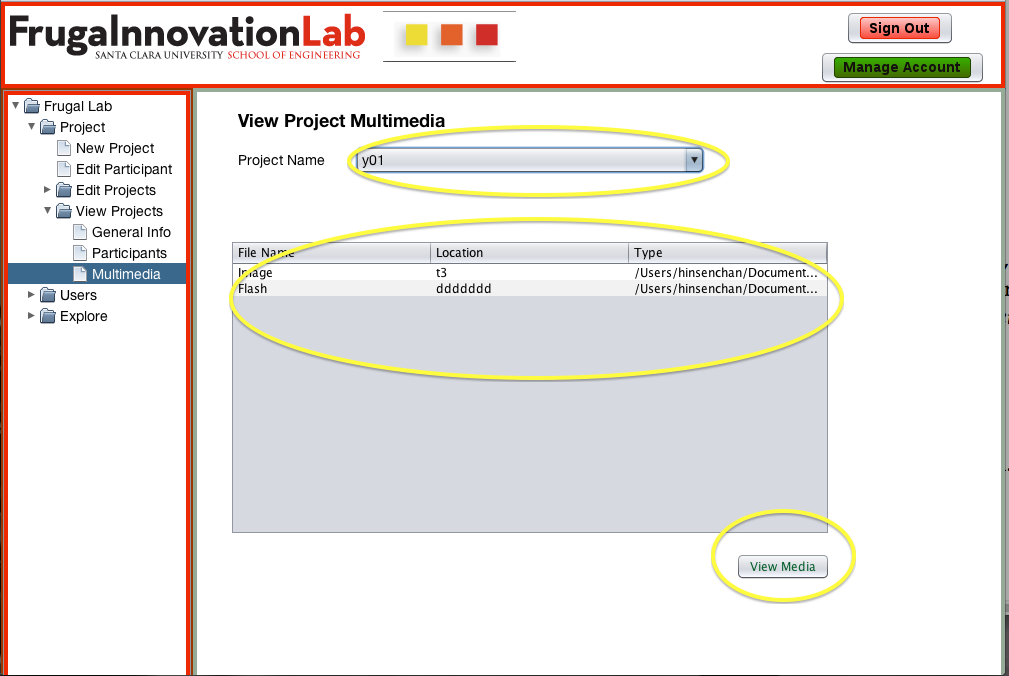 FrugalnnovationLab
SANTA CLARA UNIVERSITY SCHOOL OF ENGINEERING
Sign Out
Manage Account
Frugal Lab
Project
New Project
Edit Participant
Edit Projects
View Projects
General Info
Participants
Multimedia
Users
Explore
View Project Multimedia
Project Name y01
File Name Location Type
Image t3 /Users/hinsenchan/Document...
Flash ddddddd /Users/hinsenchan/Document...
View Media